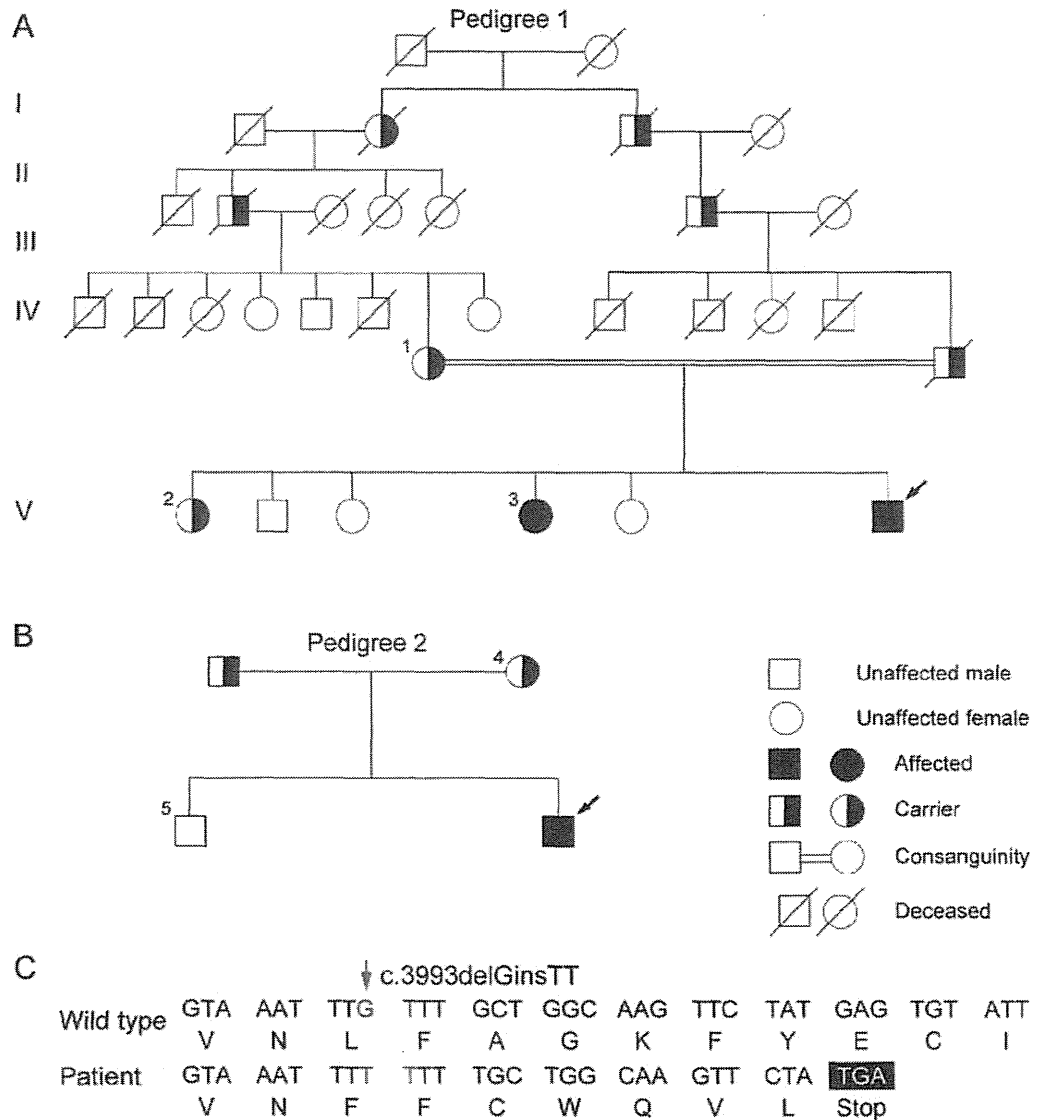 A
Pedigree 1
I
II
III
IV
1
V
2
3
B
Pedigree 2
4
5
Unaffected male
Unaffected female
Affected
Carrier
Consanguinity
Deceased
C
c.3993delGinsTT
Wild type GTA AAT TTG TTT GCT GGC AAG TTC TAT GAG TGT ATT
V N L F A G K F Y E C I
Patient GTA AAT TTT TTT TGC TGG CAA GTT CTA TGA
V N F F C W Q V L Stop